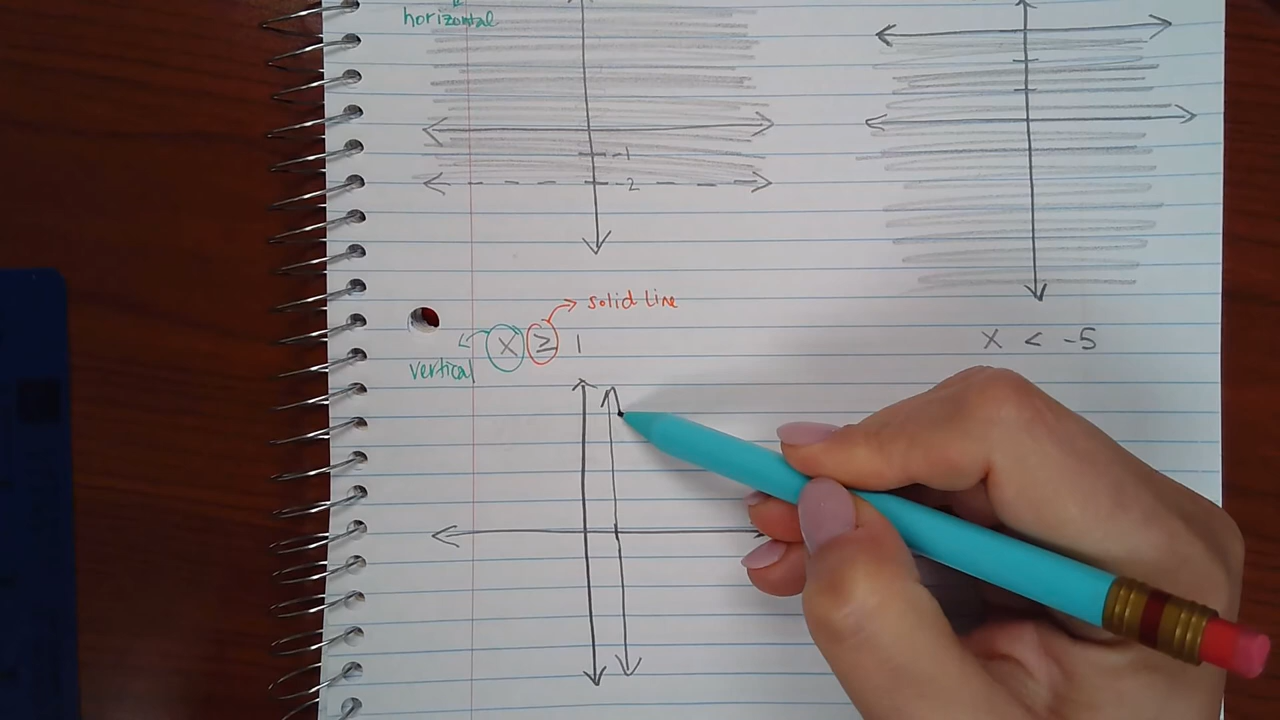 horizontal
-1
-2
solid line
x ≥ 1
vertical
x < -5